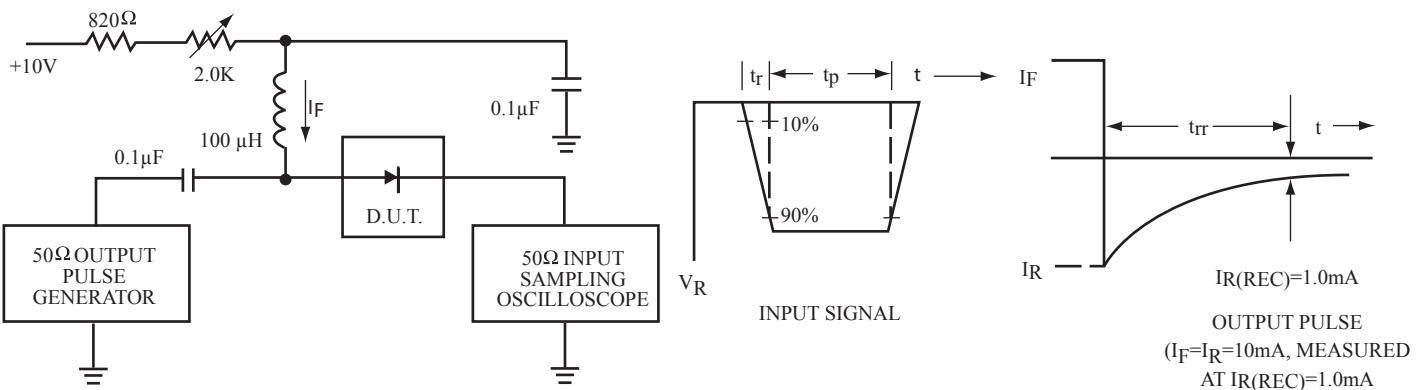 820Ω
+10V
2.0K
IF
100 µH
0.1µF
0.1µF
D.U.T.
50Ω OUTPUT
PULSE
GENERATOR
50Ω INPUT
SAMPLING
OSCILLOSCOPE
tr
tp
t
10%
90%
VR
INPUT SIGNAL
IF
trr
t
IR
IR(REC)=1.0mA
OUTPUT PULSE
(IF=IR=10mA, MEASURED
AT IR(REC)=1.0mA